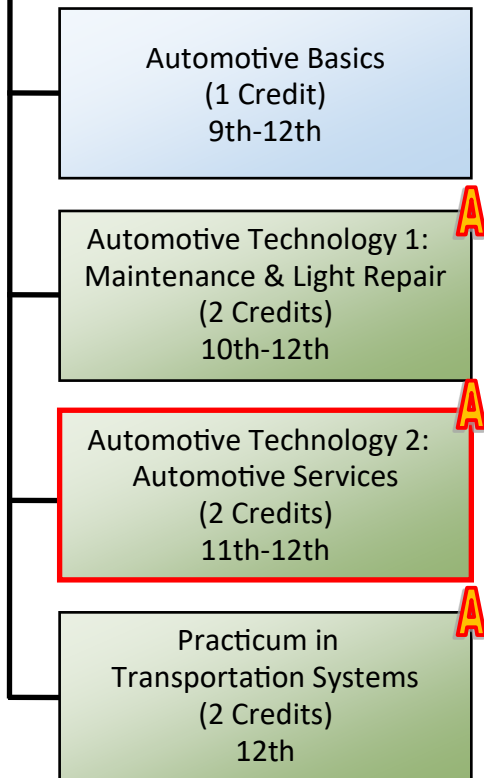 Automotive Basics
(1 Credit)
9th-12th
A
Automotive Technology 1:
Maintenance & Light Repair
(2 Credits)
10th-12th
A
Automotive Technology 2:
Automotive Services
(2 Credits)
11th-12th
A
Practicum in
Transportation Systems
(2 Credits)
12th